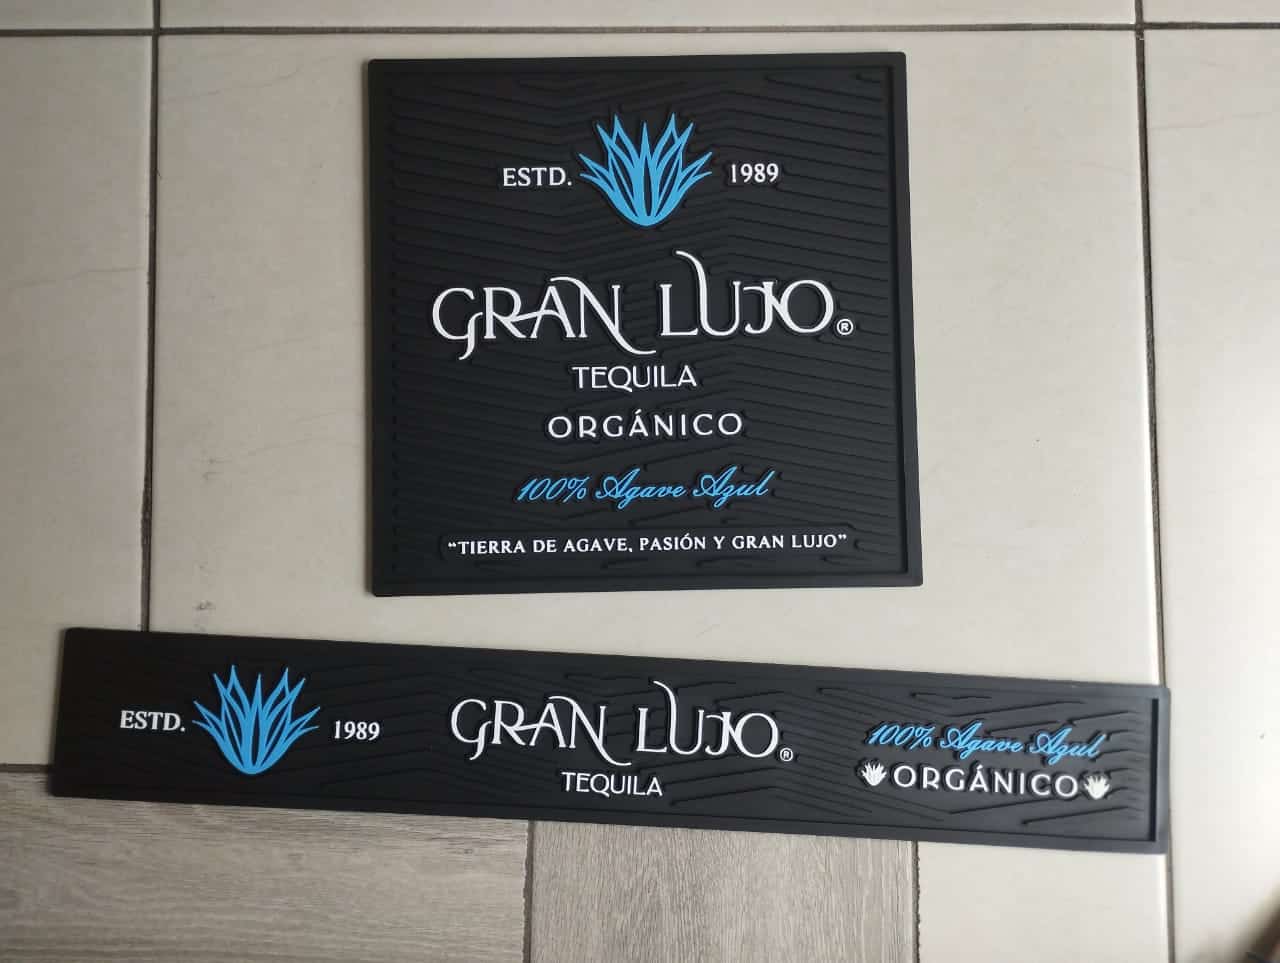 ESTD. 1989
GRAN LUJO®
TEQUILA
ORGÁNICO
100% Agave Azul
“TIERRA DE AGAVE, PASIÓN Y GRAN LUJO”
ESTD. 1989
GRAN LUJO®
TEQUILA
100% Agave Azul
ORGÁNICO